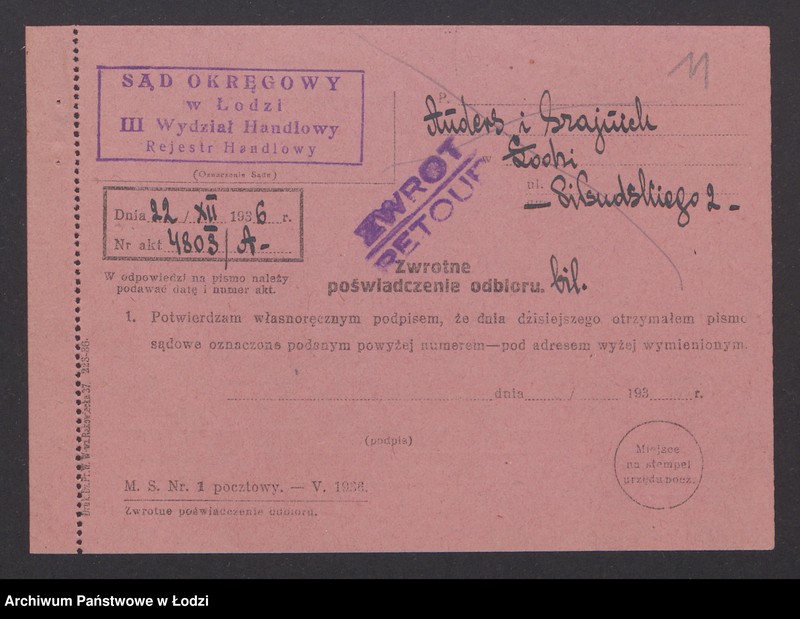 SĄD OKRĘGOWY
w Łodzi
III Wydział Handlowy
Rejestr Handlowy
(Oznaczenie Sądu)
11
P. Auders i
Łodzi
ul.
Piłsudskiego 2 -
ZWROT
RETOUR
Dnia 22 / XII 1936 r.
Nr akt 4803/A-
W odpowiedzi na pismo należy
podawać datę i numer akt.
Zwrotne
poświadczenie odbioru. bil.
1. Potwierdzam własnoręcznym podpisem, że dnia dzisiejszego otrzymałem pismo
sądowe oznaczone podanym powyżej numerem—pod adresem wyżej wymienionym.
dnia / 193 r.
(podpis)
Miejsce
na stempel
urzędu pocz.
M. S. Nr. 1 pocztowy. — V. 1936.
Zwrotne poświadczenie odbioru.
Archiwum Państwowe w Łodzi